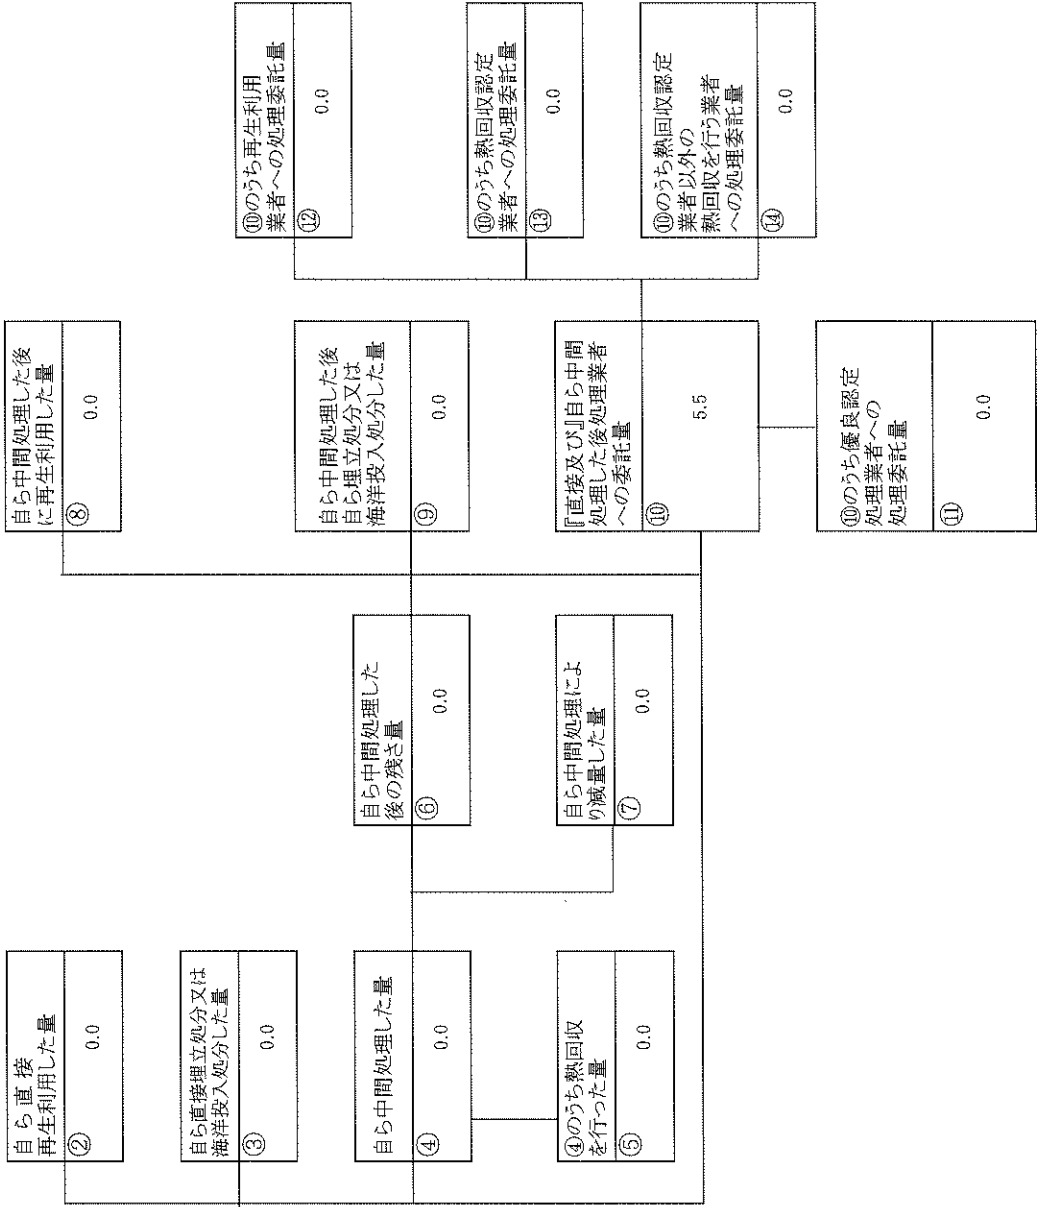 自ら直接
再生利用した量
②
0.0
自ら直接埋立処分又は
海洋投入処分した量
③
0.0
自ら中間処理した量
④
0.0
④のうち熱回収
を行った量
⑤
0.0
自ら中間処理した
後の残さ量
⑥
0.0
自ら中間処理によ
り減量した量
⑦
0.0
自ら中間処理した後
に再生利用した量
⑧
0.0
自ら中間処理した後
自ら埋立処分又は
海洋投入処分した量
⑨
0.0
『直接及び』自ら中間
処理した後処理業者
への委託量
⑩
5.5
⑩のうち優良認定
処理業者への
処理委託量
⑪
0.0
⑩のうち再生利用
業者への処理委託量
⑫
0.0
⑩のうち熱回収認定
業者への処理委託量
⑬
0.0
⑩のうち熱回収認定
業者以外の
熱回収を行う業者
への処理委託量
⑭
0.0